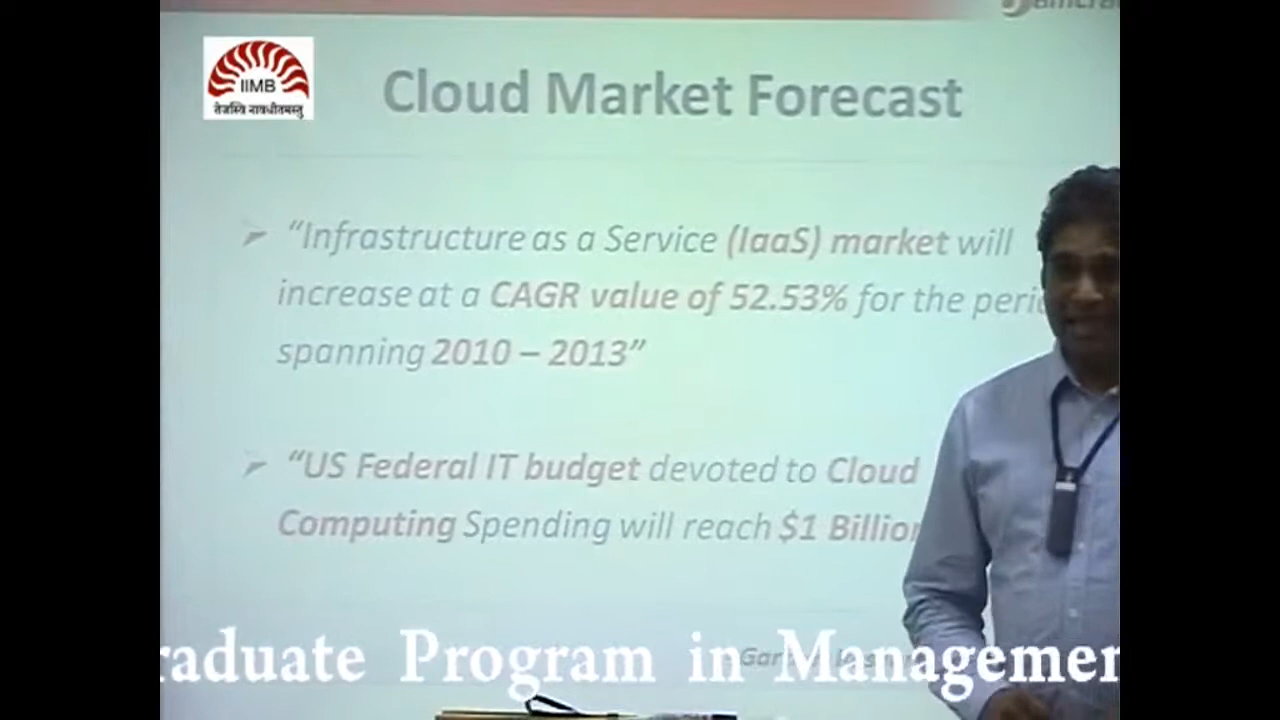 IIMB
तेजस्वि नावधीतमस्तु
Cloud Market Forecast
“Infrastructure as a Service (IaaS) market will
increase at a CAGR value of 52.53% for the perio
spanning 2010 – 2013”
“US Federal IT budget devoted to Cloud
Computing Spending will reach $1 Billion
raduate Program in Managemen